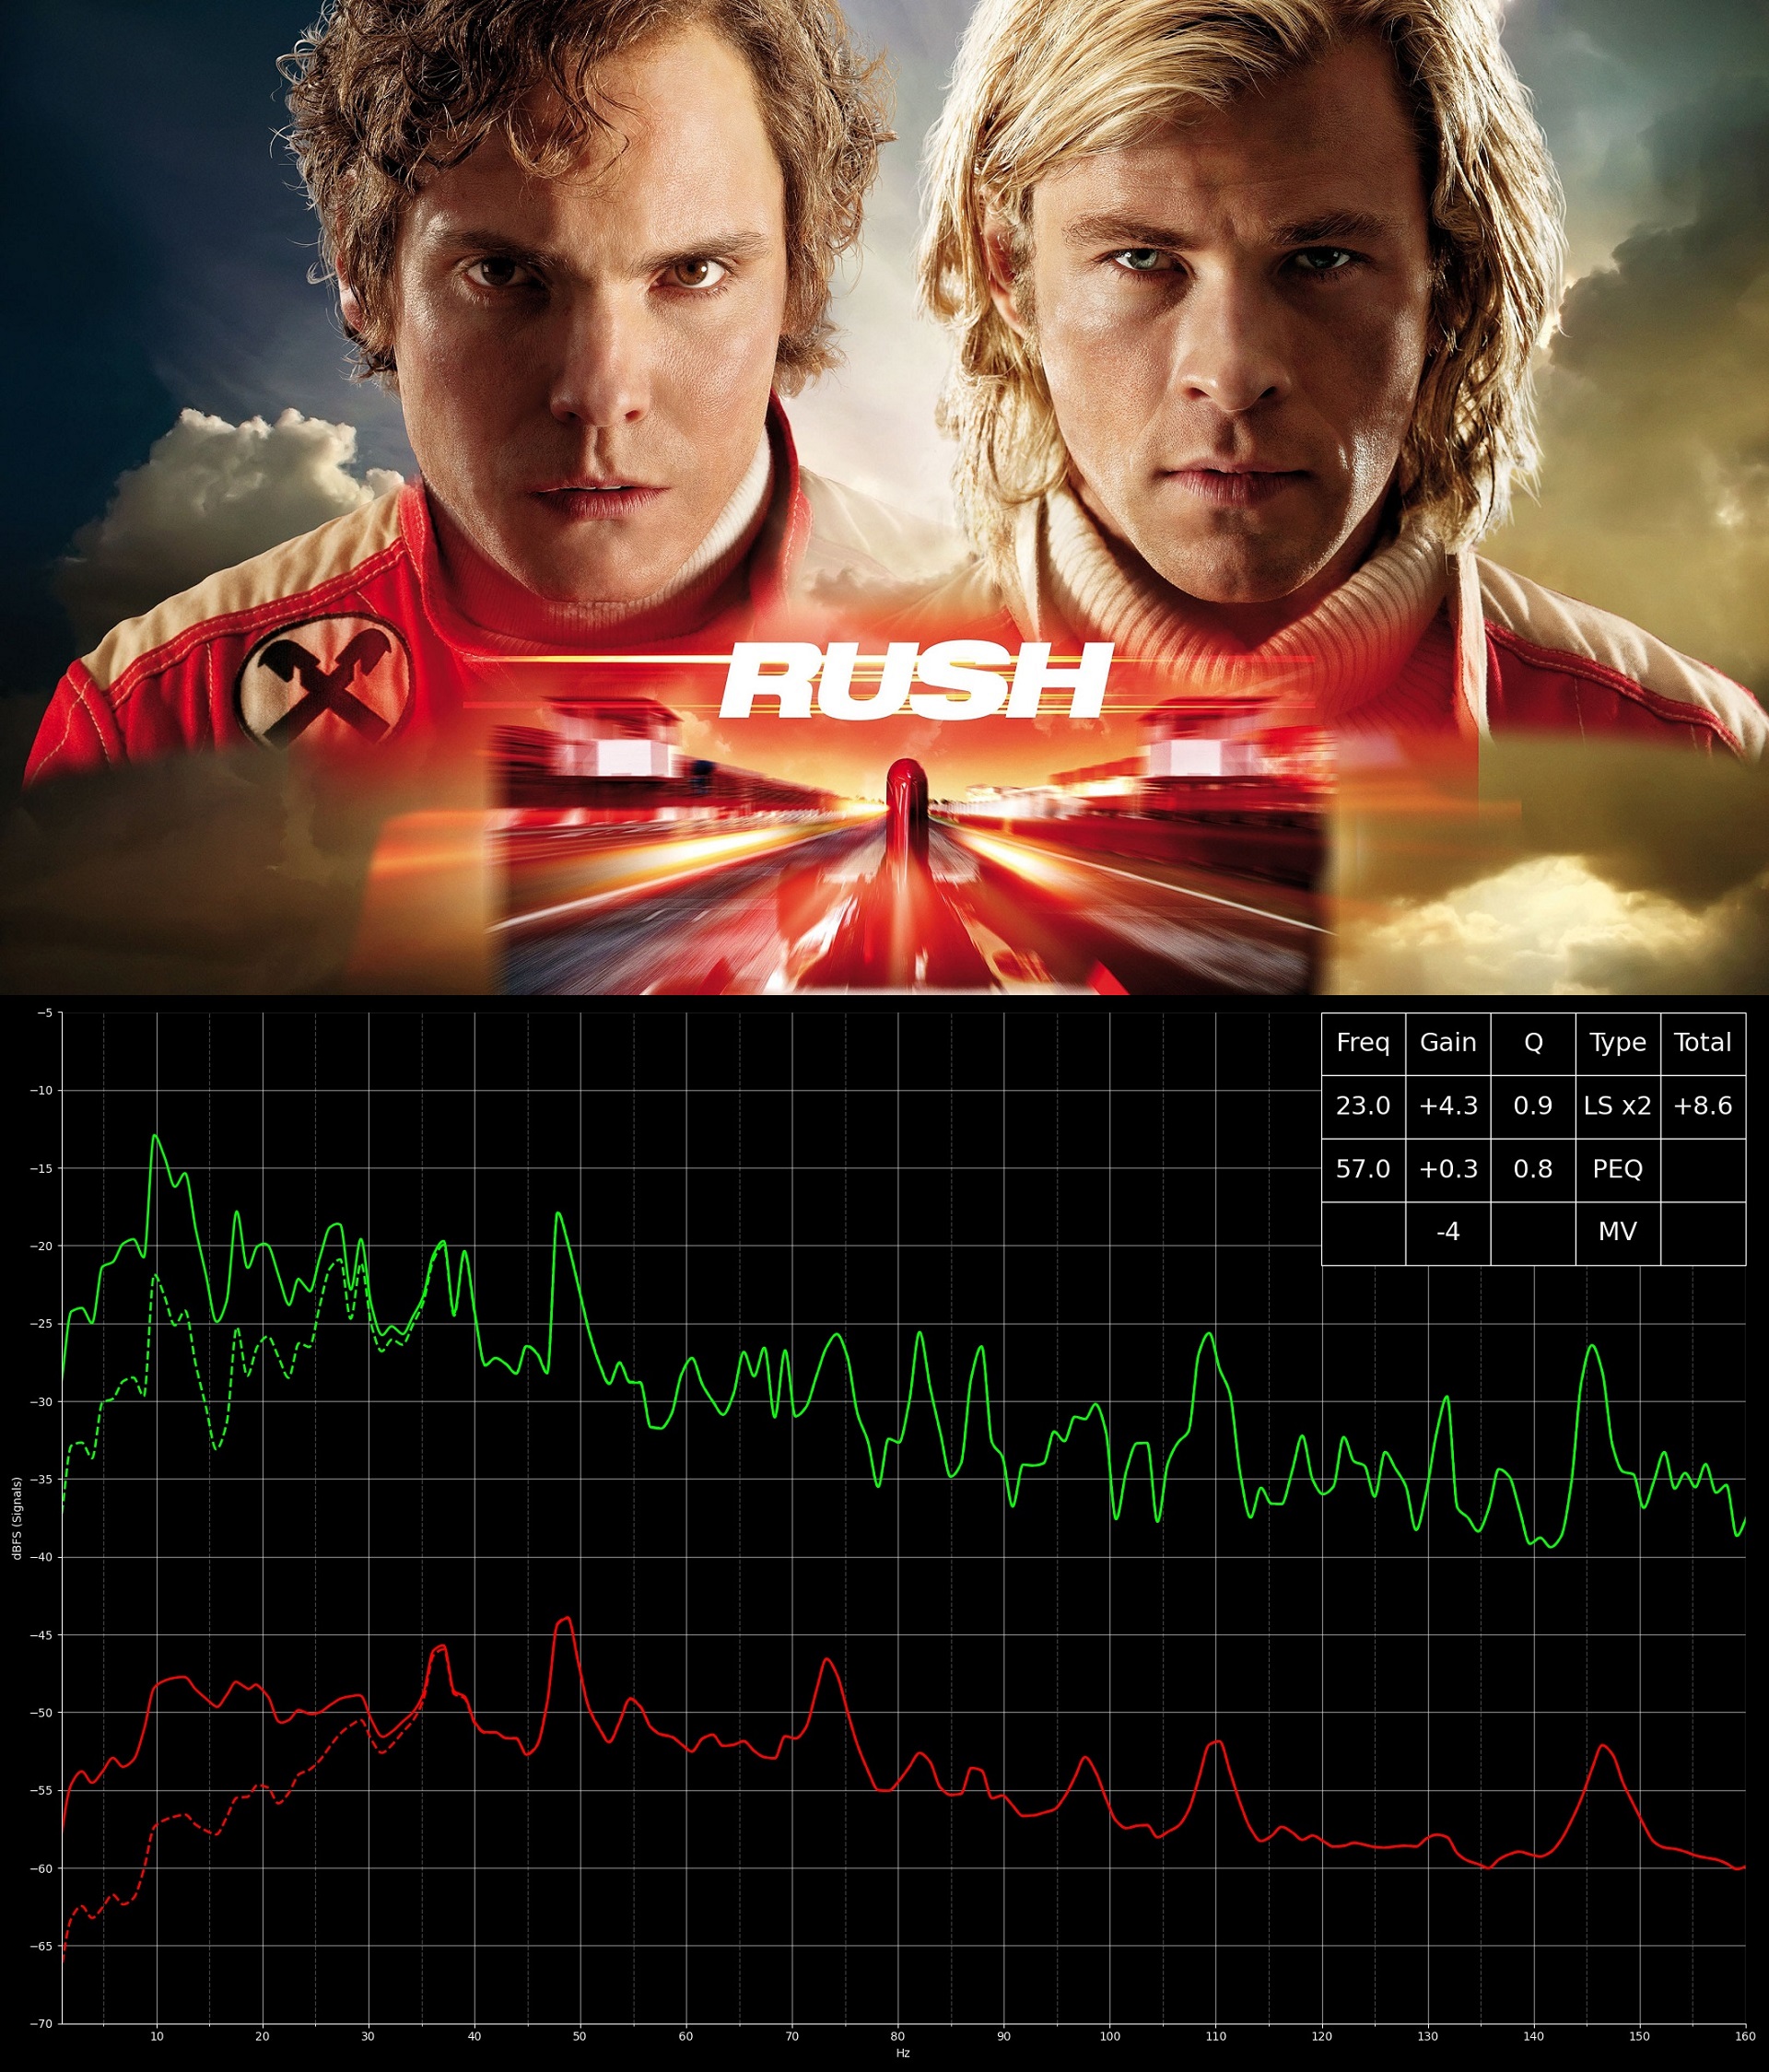 RUSH
Freq Gain Q Type Total
23.0 +4.3 0.9 LS x2 +8.6
57.0 +0.3 0.8 PEQ
-4 MV
−5
−10
−15
−20
−25
−30
−35
−40
−45
−50
−55
−60
−65
−70
dBFS (Signals)
10 20 30 40 50 60 70 80 90 100 110 120 130 140 150 160
Hz